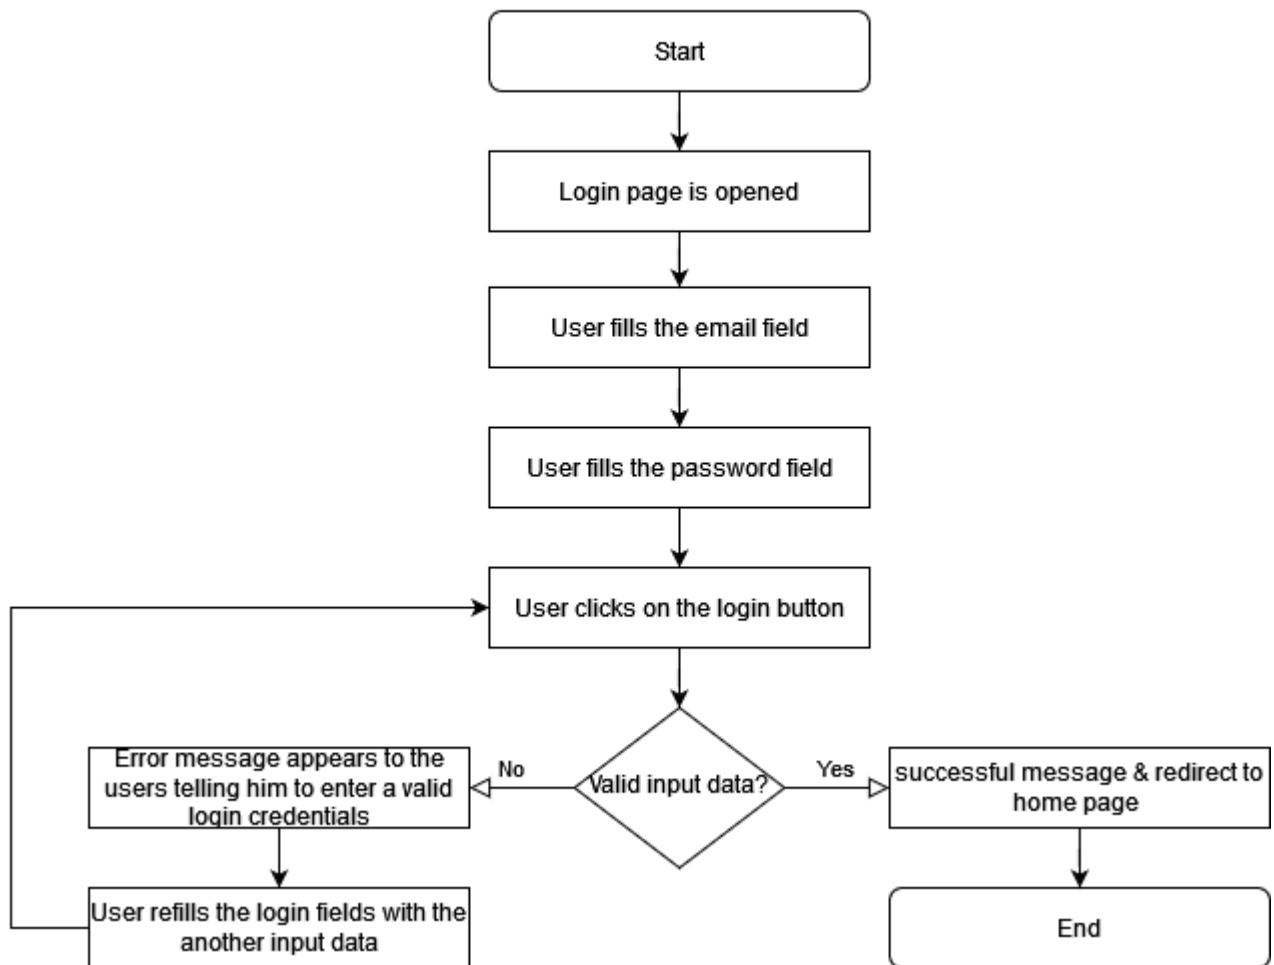 Start
Login page is opened
User fills the email field
User fills the password field
User clicks on the login button
Valid input data?
No
Yes
Error message appears to the
users telling him to enter a valid
login credentials
successful message & redirect to
home page
User refills the login fields with the
another input data
End